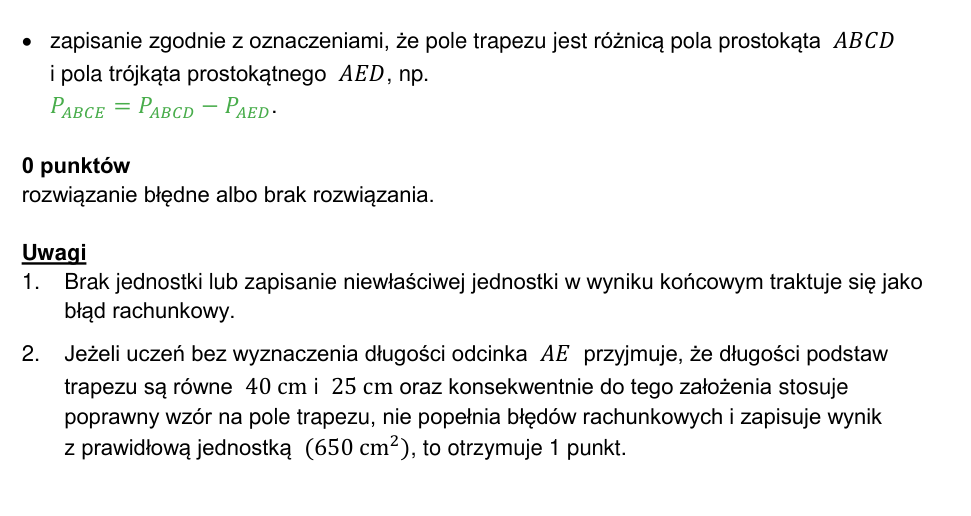 • zapisanie zgodnie z oznaczeniami, że pole trapezu jest różnicą pola prostokąta ABCD
i pola trójkąta prostokątnego AED, np.
P_ABCE = P_ABCD − P_AED.
0 punktów
rozwiązanie błędne albo brak rozwiązania.
Uwagi
1. Brak jednostki lub zapisanie niewłaściwej jednostki w wyniku końcowym traktuje się jako
błąd rachunkowy.
2. Jeżeli uczeń bez wyznaczenia długości odcinka AE przyjmuje, że długości podstaw
trapezu są równe 40 cm i 25 cm oraz konsekwentnie do tego założenia stosuje
poprawny wzór na pole trapezu, nie popełnia błędów rachunkowych i zapisuje wynik
z prawidłową jednostką (650 cm²), to otrzymuje 1 punkt.